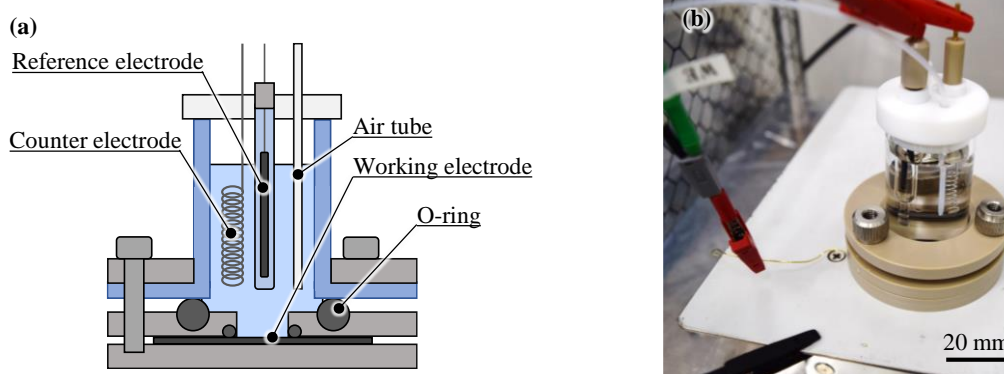 (a)
Reference electrode
Counter electrode
Air tube
Working electrode
O-ring
(b)
20 mm